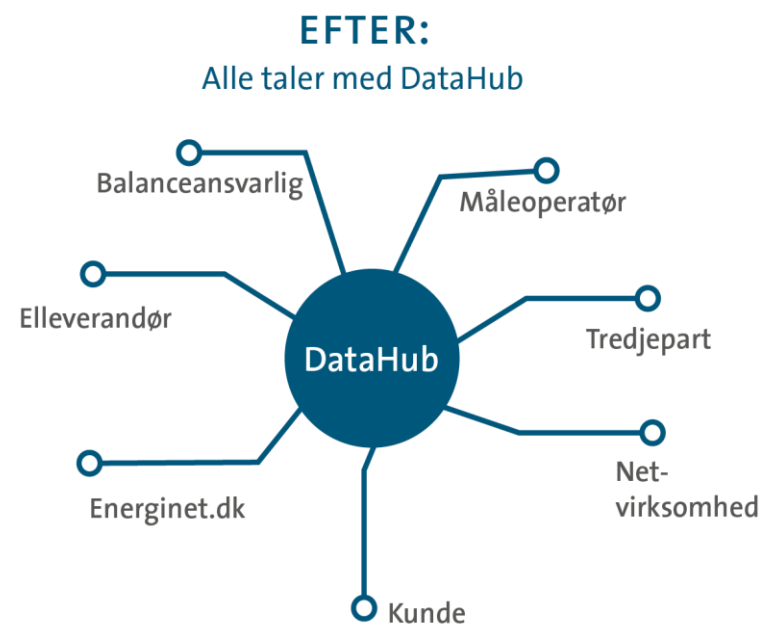 EFTER:
Alle taler med DataHub
Balanceansvarlig
Måleoperatør
Elleverandør
Tredjepart
DataHub
Net-
virksomhed
Energinet.dk
Kunde